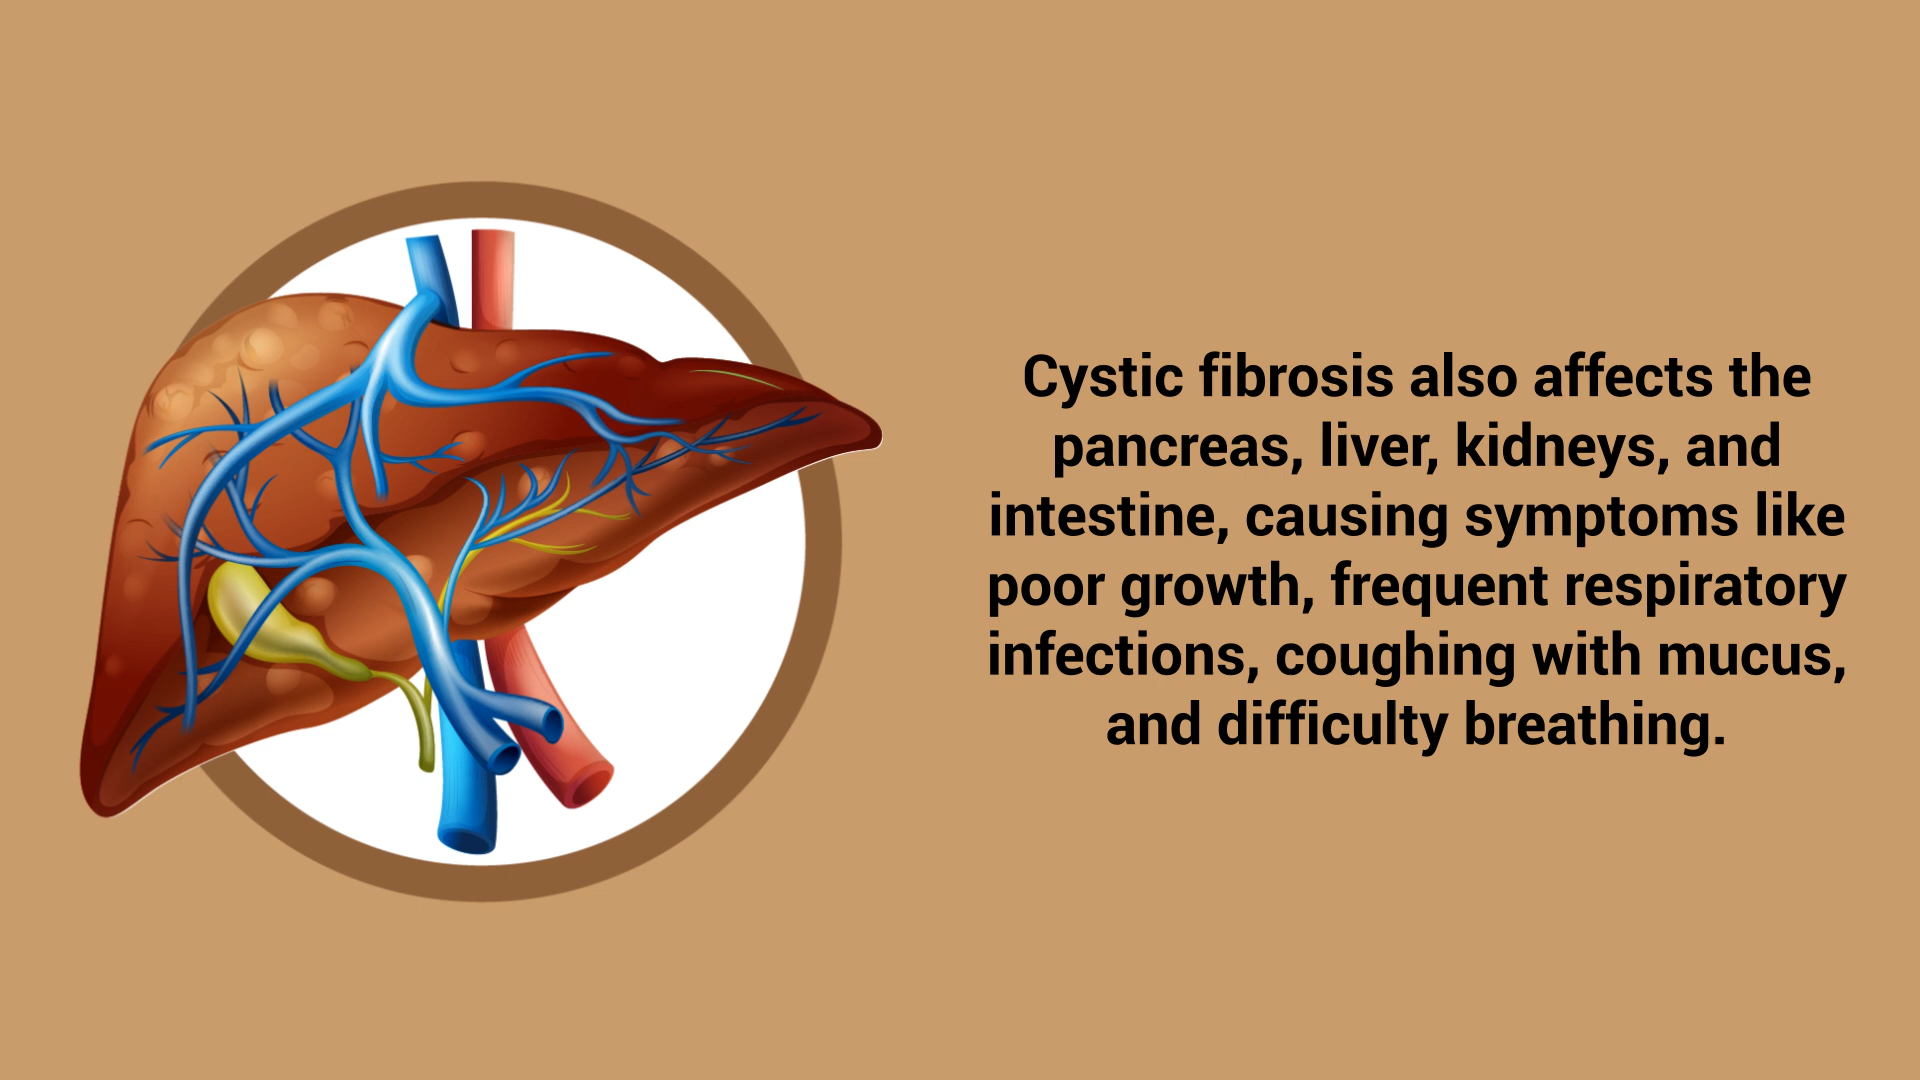 Cystic fibrosis also affects the
pancreas, liver, kidneys, and
intestine, causing symptoms like
poor growth, frequent respiratory
infections, coughing with mucus,
and difficulty breathing.